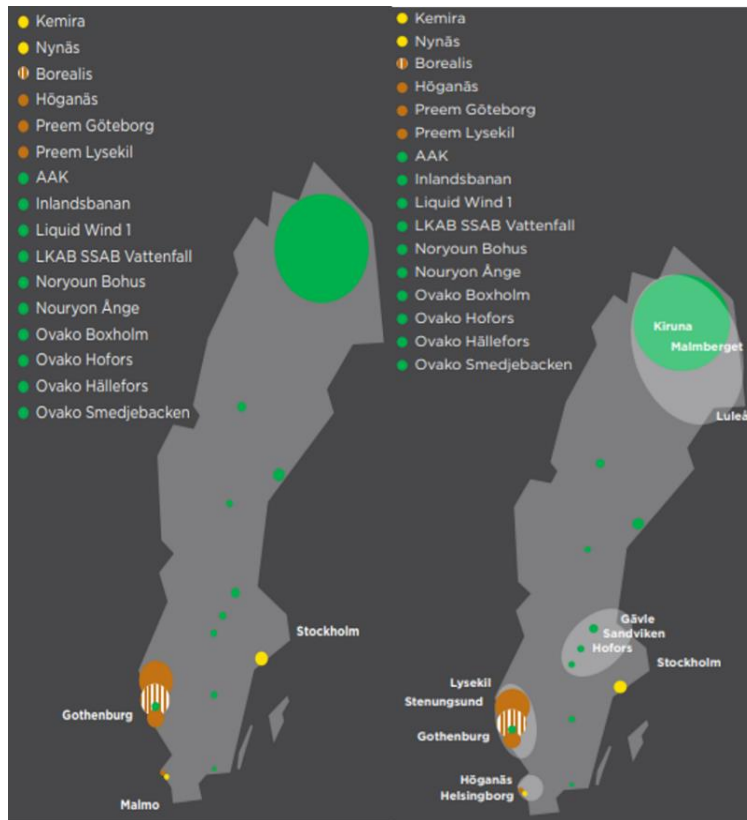 Kemira
Nynäs
Borealis
Höganäs
Preem Göteborg
Preem Lysekil
AAK
Inlandsbanan
Liquid Wind 1
LKAB SSAB Vattenfall
Noryoun Bohus
Nouryon Ånge
Ovako Boxholm
Ovako Hofors
Ovako Hällefors
Ovako Smedjebacken
Stockholm
Gothenburg
Malmo
Kemira
Nynäs
Borealis
Höganäs
Preem Göteborg
Preem Lysekil
AAK
Inlandsbanan
Liquid Wind 1
LKAB SSAB Vattenfall
Noryoun Bohus
Nouryon Ånge
Ovako Boxholm
Ovako Hofors
Ovako Hällefors
Ovako Smedjebacken
Kiruna
Malmberget
Luleå
Gävle
Sandviken
Hofors
Stockholm
Lysekil
Stenungsund
Gothenburg
Höganäs
Helsingborg